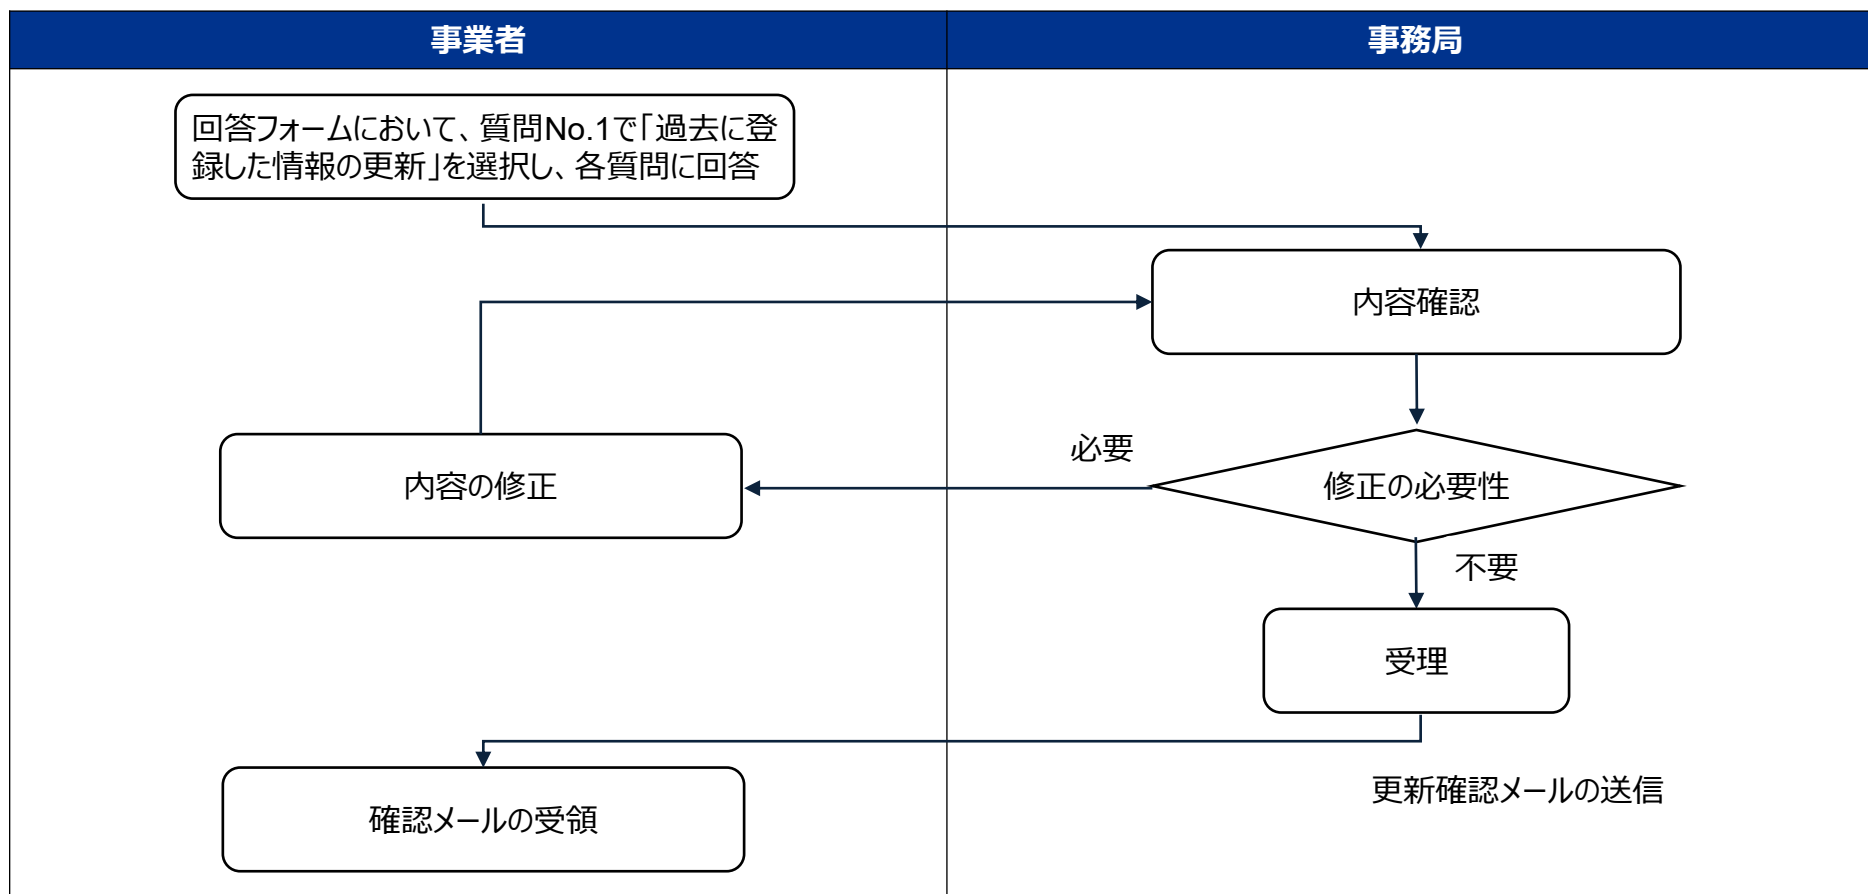 事業者
事務局
回答フォームにおいて、質問No.1で「過去に登
録した情報の更新」を選択し、各質問に回答
内容確認
必要
内容の修正
修正の必要性
不要
受理
更新確認メールの送信
確認メールの受領